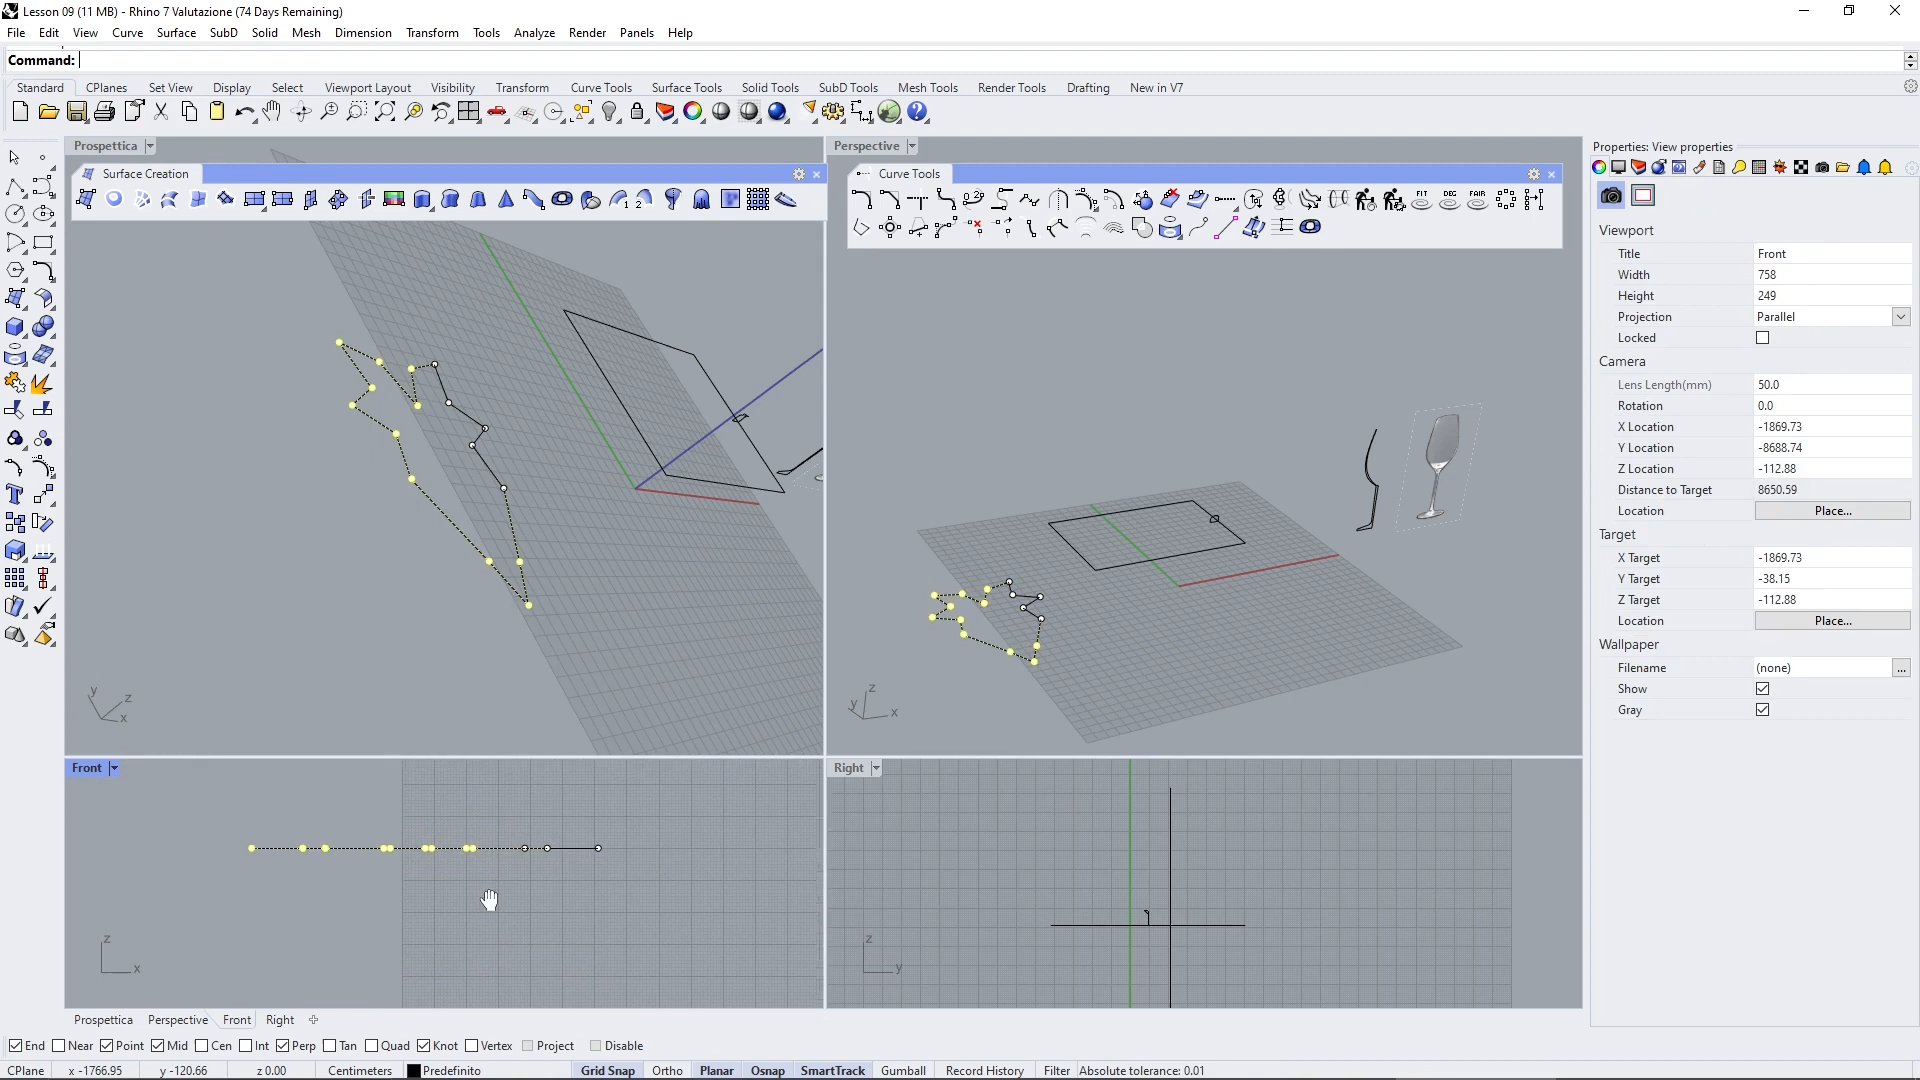 Lesson 09 (11 MB) - Rhino 7 Valutazione (74 Days Remaining)
File Edit View Curve Surface SubD Solid Mesh Dimension Transform Tools Analyze Render Panels Help
Command:
Standard CPlanes Set View Display Select Viewport Layout Visibility Transform Curve Tools Surface Tools Solid Tools SubD Tools Mesh Tools Render Tools Drafting New in V7
Prospettica
Surface Creation
1 2
y z x
Perspective
Curve Tools
FIT DEG FAIR
z y x
Front
z x
Right
z y
Prospettica Perspective Front Right
Properties: View properties
Viewport
Title Front
Width 758
Height 249
Projection Parallel
Locked
Camera
Lens Length(mm) 50.0
Rotation 0.0
X Location -1869.73
Y Location -8688.74
Z Location -112.88
Distance to Target 8650.59
Location Place...
Target
X Target -1869.73
Y Target -38.15
Z Target -112.88
Location Place...
Wallpaper
Filename (none) ...
Show
Gray
End Near Point Mid Cen Int Perp Tan Quad Knot Vertex Project Disable
CPlane x -1766.95 y -120.66 z 0.00 Centimeters Predefinito Grid Snap Ortho Planar Osnap SmartTrack Gumball Record History Filter Absolute tolerance: 0.01